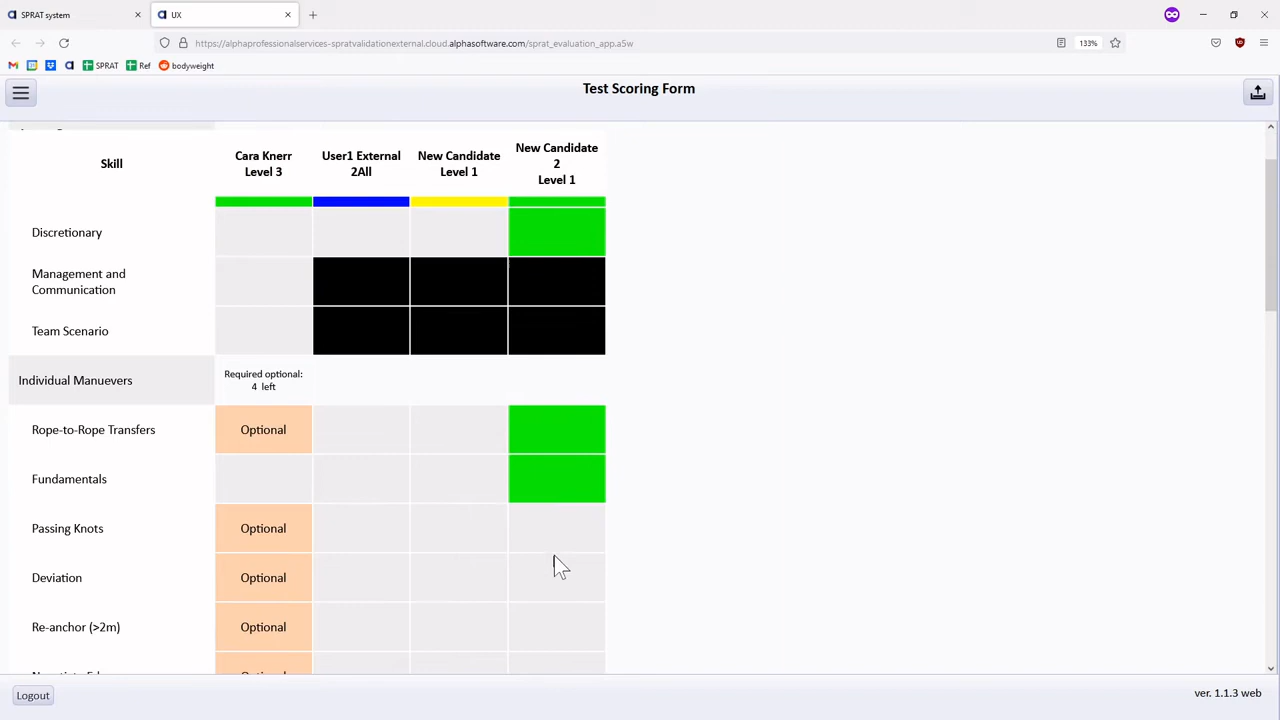 SPRAT system
UX
https://alphaprofessionalservices-spratvalidationexternal.cloud.alphasoftware.com/sprat_evaluation_app.a5w
133%
SPRAT
Ref
bodyweight
Test Scoring Form
Skill
Cara Knerr
Level 3
User1 External
2All
New Candidate
Level 1
New Candidate
2
Level 1
Discretionary
Management and
Communication
Team Scenario
Individual Manuevers
Required optional:
4 left
Rope-to-Rope Transfers
Optional
Fundamentals
Passing Knots
Optional
Deviation
Optional
Re-anchor (>2m)
Optional
Logout
ver. 1.1.3 web